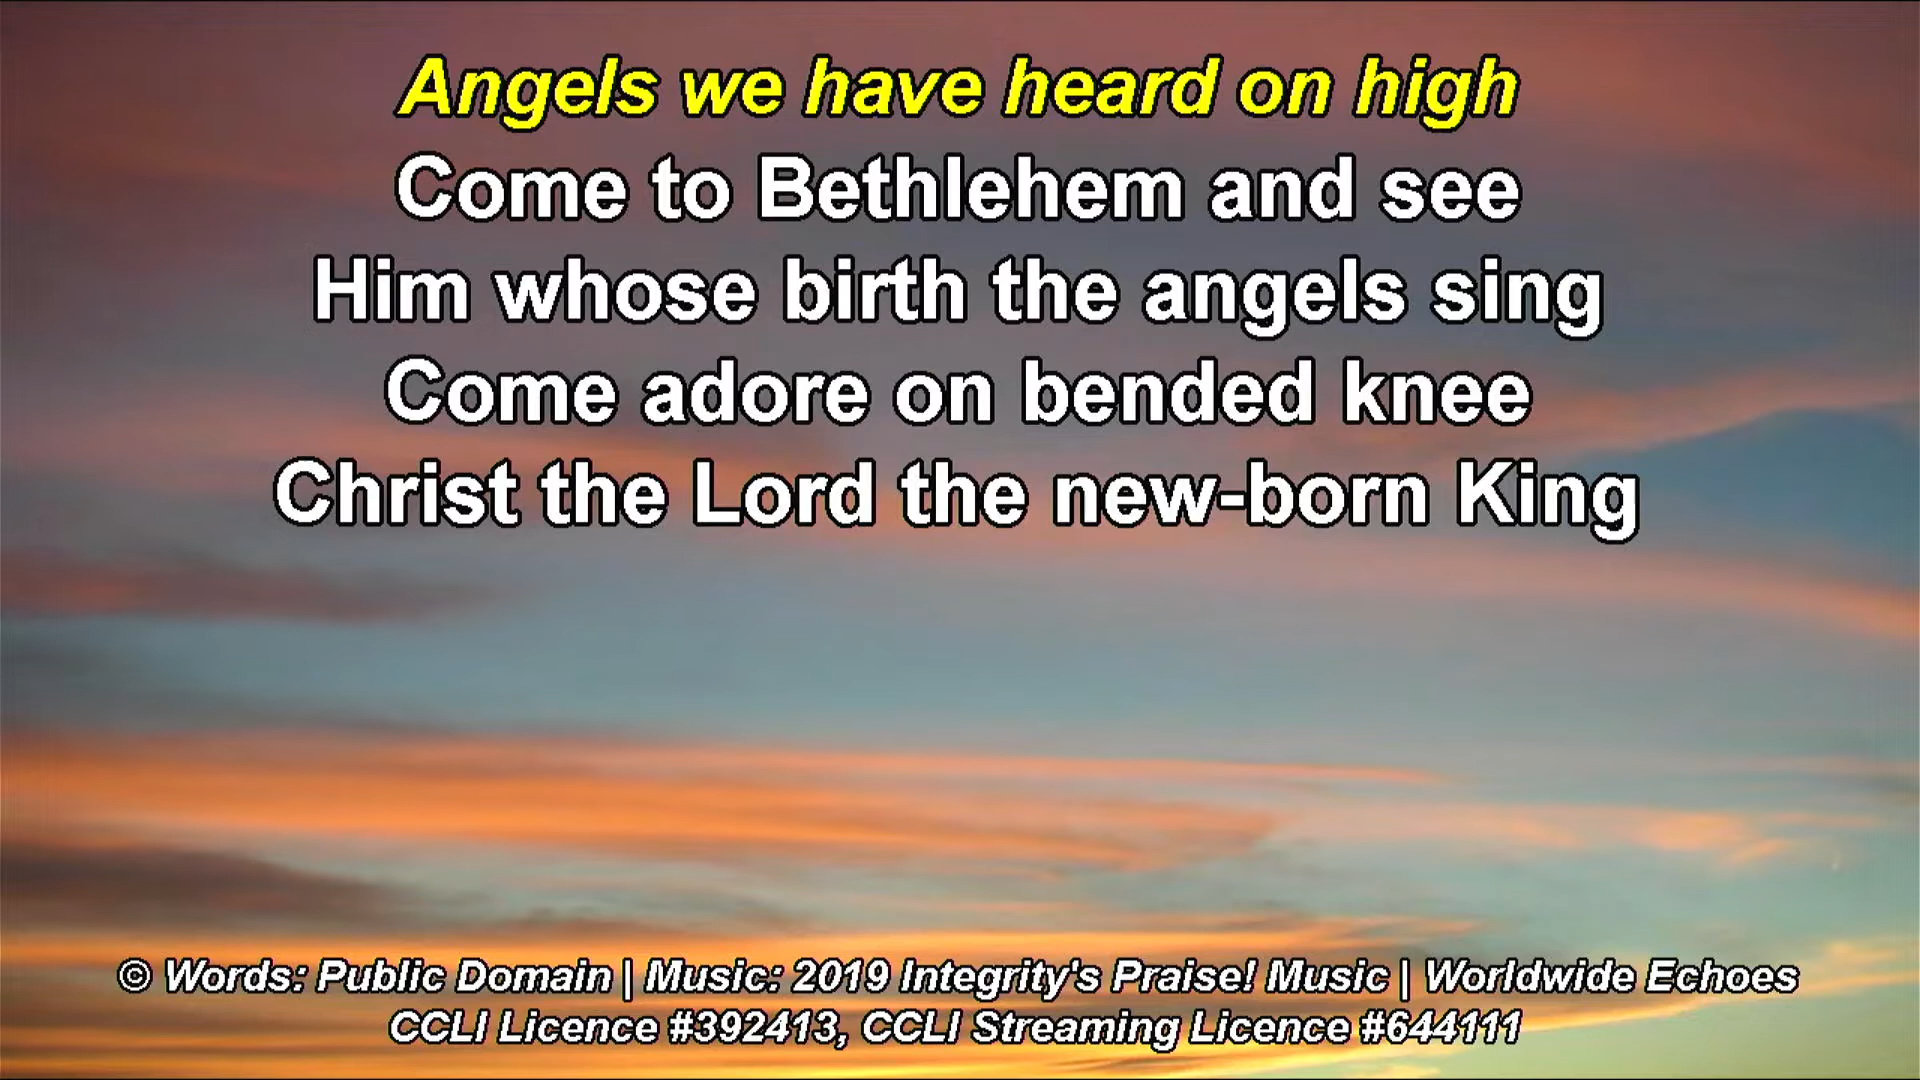 Angels we have heard on high
Come to Bethlehem and see
Him whose birth the angels sing
Come adore on bended knee
Christ the Lord the new-born King
© Words: Public Domain | Music: 2019 Integrity's Praise! Music | Worldwide Echoes
CCLI Licence #392413, CCLI Streaming Licence #644111